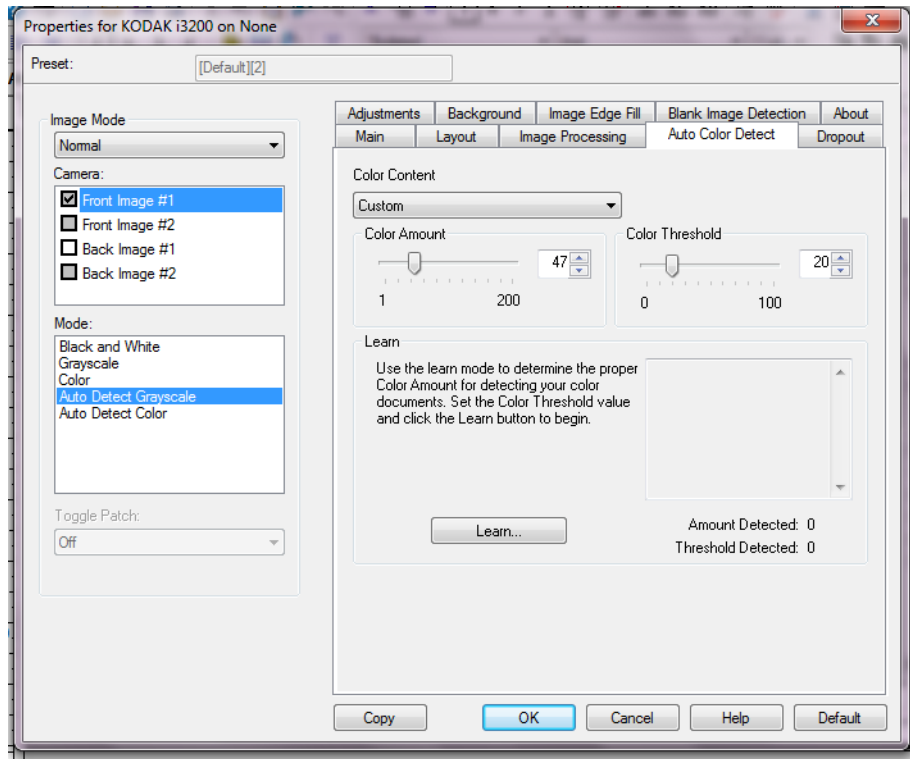 Properties for KODAK i3200 on None
Preset:
[Default][2]
Image Mode
Normal
Camera:
Front Image #1
Front Image #2
Back Image #1
Back Image #2
Mode:
Black and White
Grayscale
Color
Auto Detect Grayscale
Auto Detect Color
Toggle Patch:
Off
Adjustments Background Image Edge Fill Blank Image Detection About
Main Layout Image Processing Auto Color Detect Dropout
Color Content
Custom
Color Amount
47
1 200
Color Threshold
20
0 100
Learn
Use the learn mode to determine the proper
Color Amount for detecting your color
documents. Set the Color Threshold value
and click the Learn button to begin.
Learn...
Amount Detected: 0
Threshold Detected: 0
Copy OK Cancel Help Default